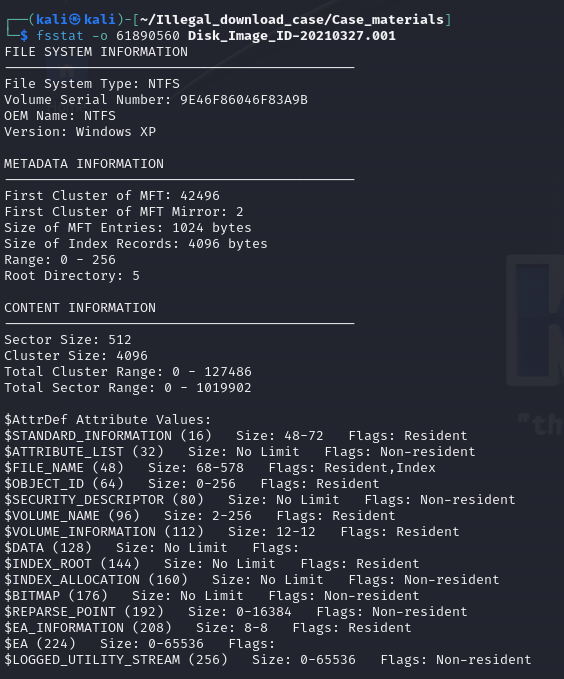 ┌──(kali㉿kali)-[~/Illegal_download_case/Case_materials]
└─$ fsstat -o 61890560 Disk_Image_ID-20210327.001
FILE SYSTEM INFORMATION
--------------------------------------------
File System Type: NTFS
Volume Serial Number: 9E46F86046F83A9B
OEM Name: NTFS
Version: Windows XP

METADATA INFORMATION
--------------------------------------------
First Cluster of MFT: 42496
First Cluster of MFT Mirror: 2
Size of MFT Entries: 1024 bytes
Size of Index Records: 4096 bytes
Range: 0 - 256
Root Directory: 5

CONTENT INFORMATION
--------------------------------------------
Sector Size: 512
Cluster Size: 4096
Total Cluster Range: 0 - 127486
Total Sector Range: 0 - 1019902

$AttrDef Attribute Values:
$STANDARD_INFORMATION (16)   Size: 48-72   Flags: Resident
$ATTRIBUTE_LIST (32)   Size: No Limit   Flags: Non-resident
$FILE_NAME (48)   Size: 68-578   Flags: Resident,Index
$OBJECT_ID (64)   Size: 0-256   Flags: Resident
$SECURITY_DESCRIPTOR (80)   Size: No Limit   Flags: Non-resident
$VOLUME_NAME (96)   Size: 2-256   Flags: Resident
$VOLUME_INFORMATION (112)   Size: 12-12   Flags: Resident
$DATA (128)   Size: No Limit   Flags:
$INDEX_ROOT (144)   Size: No Limit   Flags: Resident
$INDEX_ALLOCATION (160)   Size: No Limit   Flags: Non-resident
$BITMAP (176)   Size: No Limit   Flags: Non-resident
$REPARSE_POINT (192)   Size: 0-16384   Flags: Non-resident
$EA_INFORMATION (208)   Size: 8-8   Flags: Resident
$EA (224)   Size: 0-65536   Flags:
$LOGGED_UTILITY_STREAM (256)   Size: 0-65536   Flags: Non-resident
"th